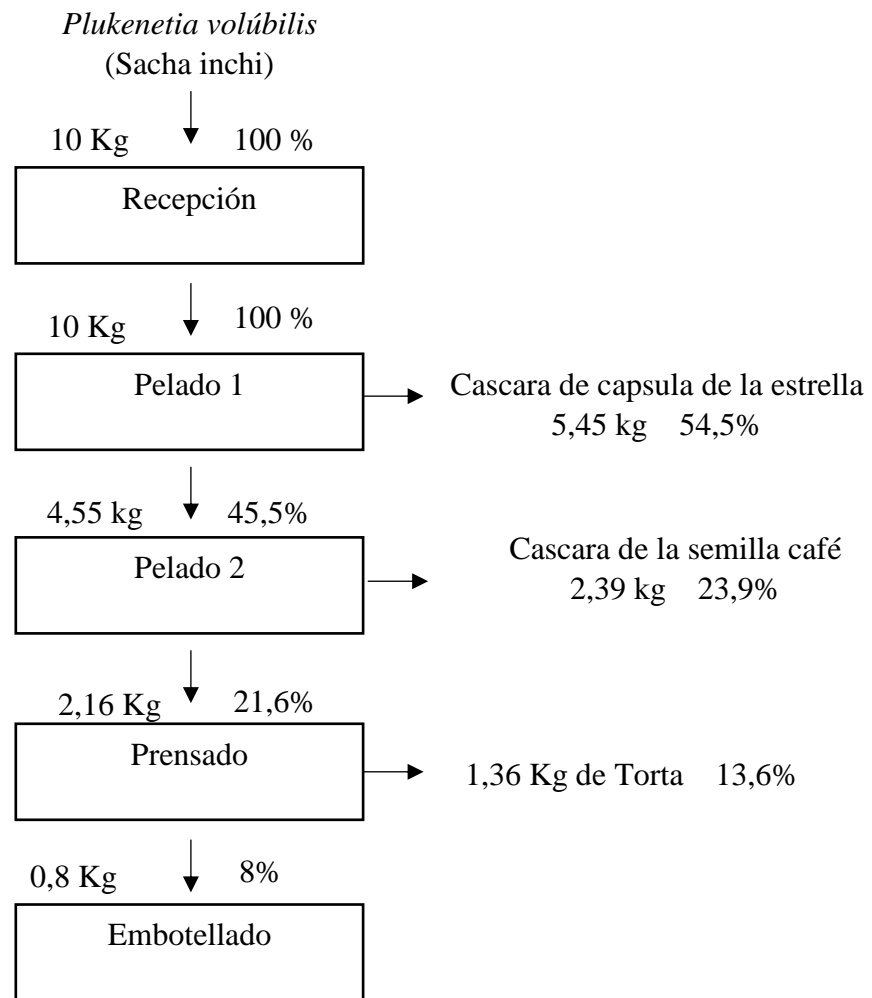 Plukenetia volúbilis
(Sacha inchi)
10 Kg 100 %
Recepción
10 Kg 100 %
Pelado 1
Cascara de capsula de la estrella
5,45 kg 54,5%
4,55 kg 45,5%
Pelado 2
Cascara de la semilla café
2,39 kg 23,9%
2,16 Kg 21,6%
Prensado
1,36 Kg de Torta 13,6%
0,8 Kg 8%
Embotellado